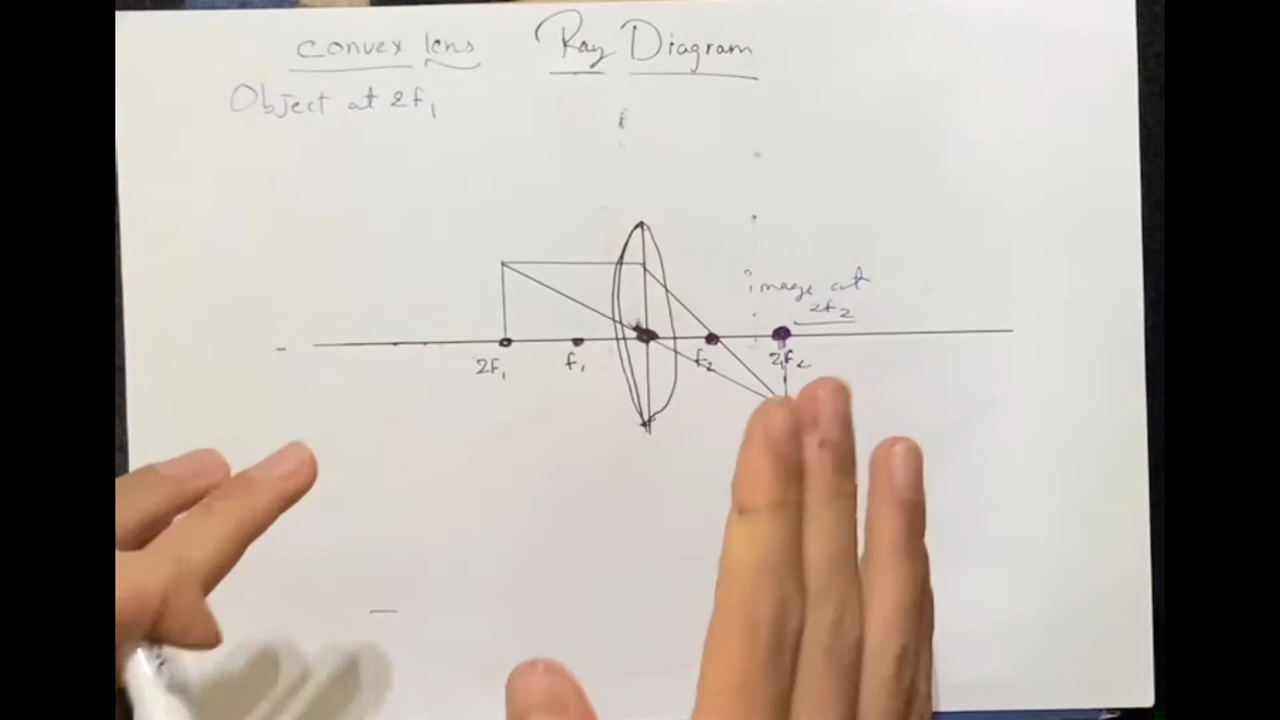 Convex lens Ray Diagram
Object at 2f₁
image at
2f₂
2f₁ f₁ f₂ 2f₂